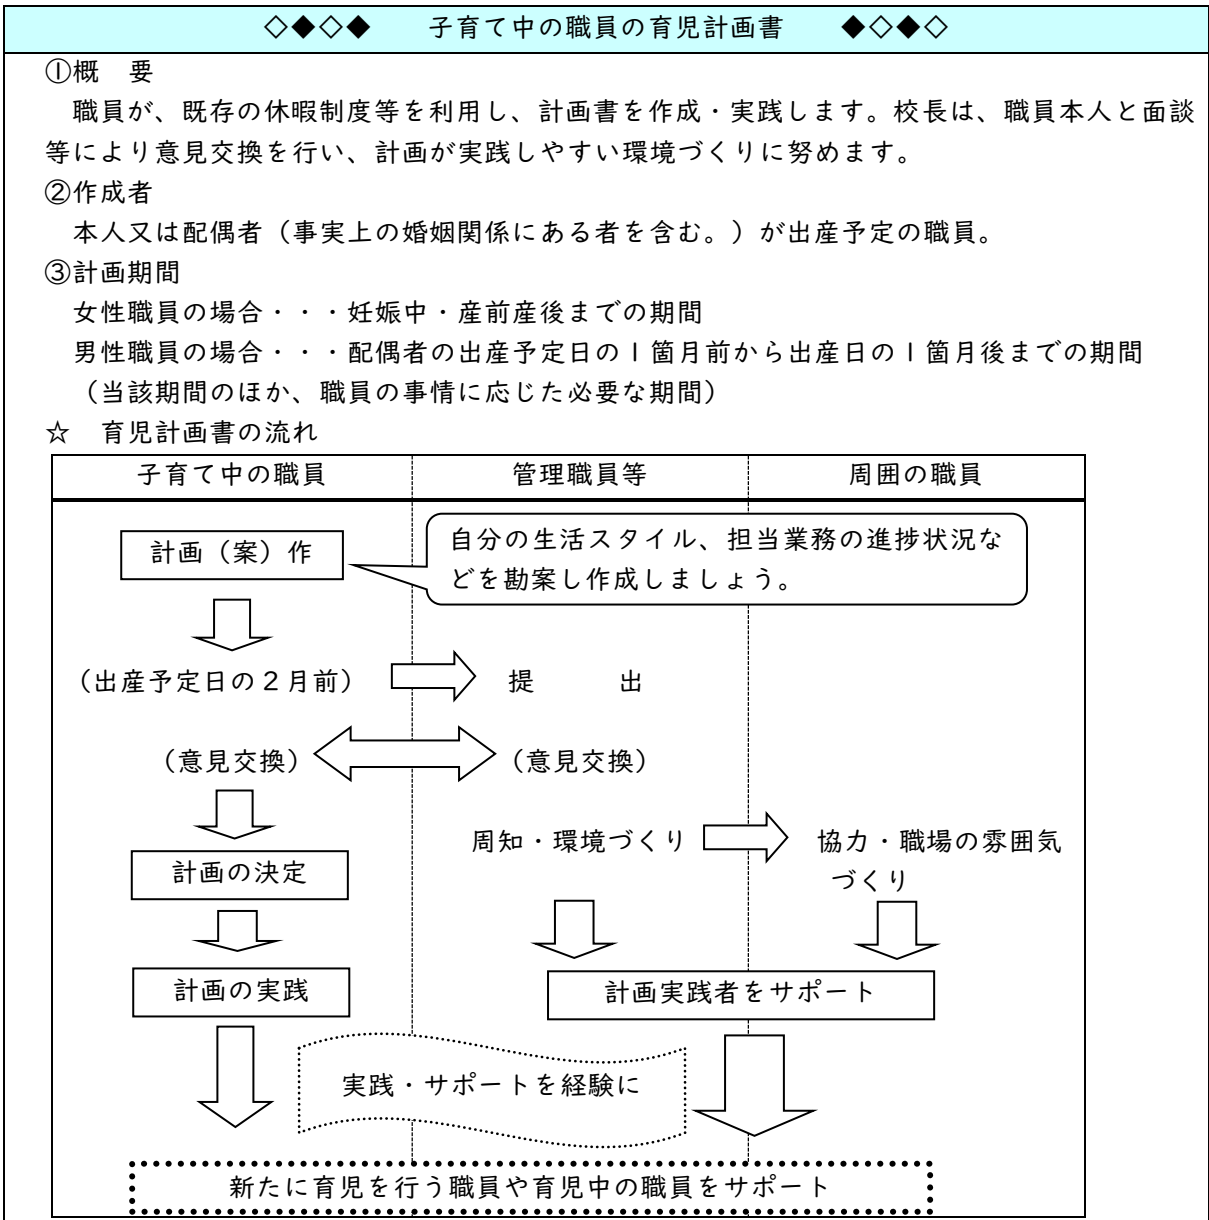 ◇◆◇◆　　子育て中の職員の育児計画書　　◆◇◆◇
①概　要
職員が、既存の休暇制度等を利用し、計画書を作成・実践します。校長は、職員本人と面談
等により意見交換を行い、計画が実践しやすい環境づくりに努めます。
②作成者
本人又は配偶者（事実上の婚姻関係にある者を含む。）が出産予定の職員。
③計画期間
女性職員の場合・・・妊娠中・産前産後までの期間
男性職員の場合・・・配偶者の出産予定日の１箇月前から出産日の１箇月後までの期間
（当該期間のほか、職員の事情に応じた必要な期間）
☆　育児計画書の流れ
子育て中の職員　管理職員等　周囲の職員
計画（案）作
自分の生活スタイル、担当業務の進捗状況な
どを勘案し作成しましょう。
（出産予定日の２月前）　提　　　出
（意見交換）　（意見交換）
周知・環境づくり　協力・職場の雰囲気
づくり
計画の決定
計画の実践　計画実践者をサポート
実践・サポートを経験に
新たに育児を行う職員や育児中の職員をサポート